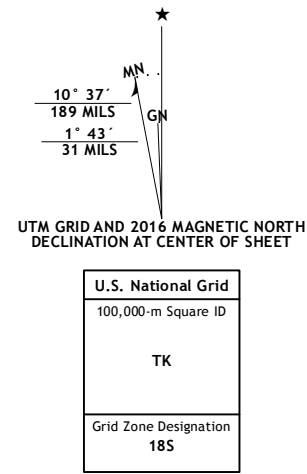 ★
MN
10° 37´
189 MILS
GN
1° 43´
31 MILS
UTM GRID AND 2016 MAGNETIC NORTH
DECLINATION AT CENTER OF SHEET
U.S. National Grid
100,000-m Square ID
TK
Grid Zone Designation
18S